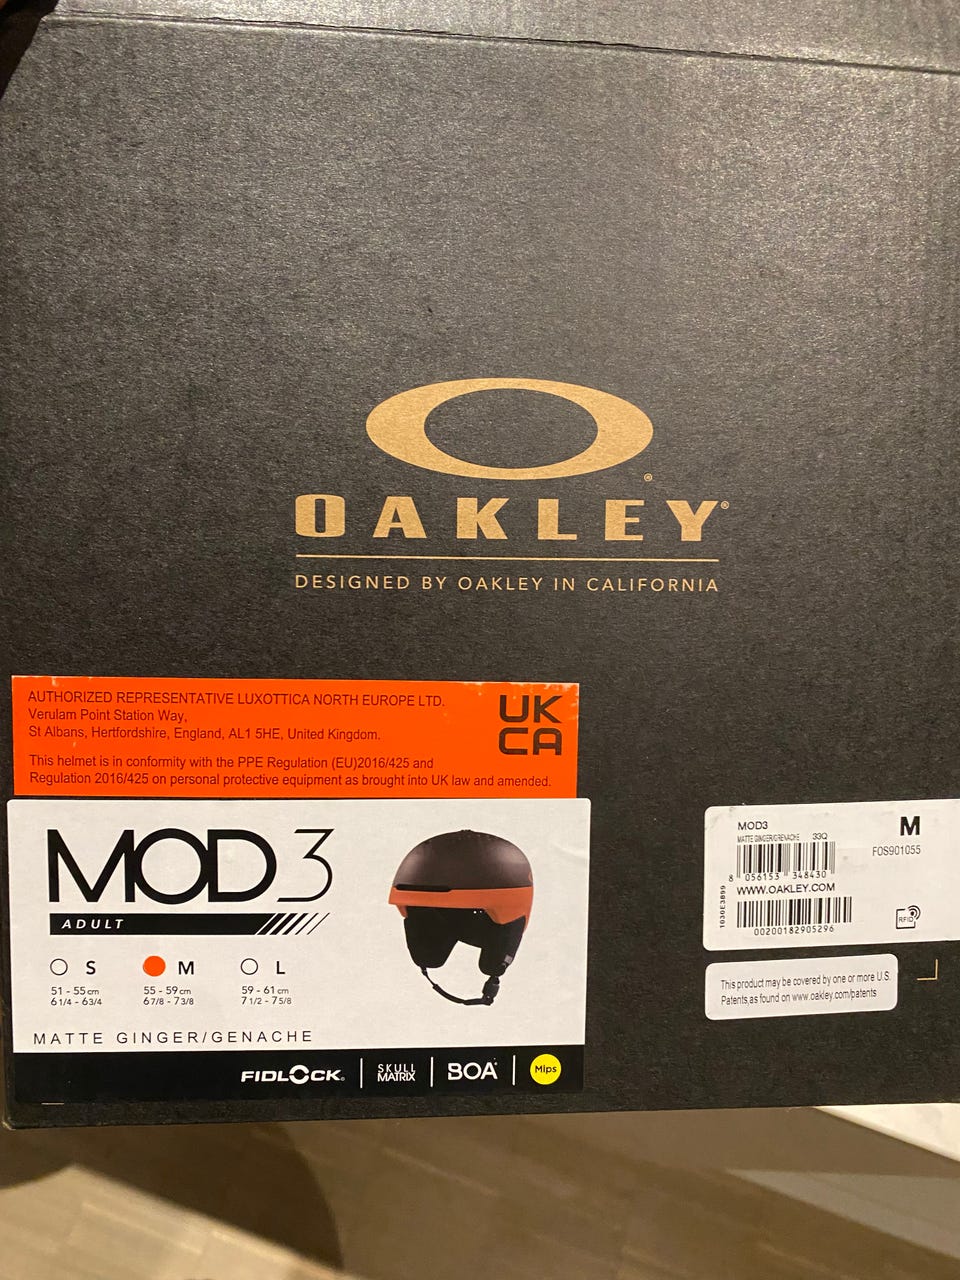 OAKLEY®
DESIGNED BY OAKLEY IN CALIFORNIA
AUTHORIZED REPRESENTATIVE LUXOTTICA NORTH EUROPE LTD.
Verulam Point Station Way,
St Albans, Hertfordshire, England, AL1 5HE, United Kingdom.
This helmet is in conformity with the PPE Regulation (EU)2016/425 and
Regulation 2016/425 on personal protective equipment as brought into UK law and amended.
UK
CA
MOD3
ADULT
S
51 - 55 cm
6 1/4 - 6 3/4
M
55 - 59 cm
6 7/8 - 7 3/8
L
59 - 61 cm
7 1/2 - 7 5/8
MATTE GINGER/GENACHE
FIDLOCK®
SKULL
MATRIX
BOA®
Mips
MOD3
MATTE GINGER/GRENACHE 33Q
M
FOS901055
8 056153 348430
WWW.OAKLEY.COM
00200182905296
1030E3899
RFID
This product may be covered by one or more U.S.
Patents,as found on www.oakley.com/patents